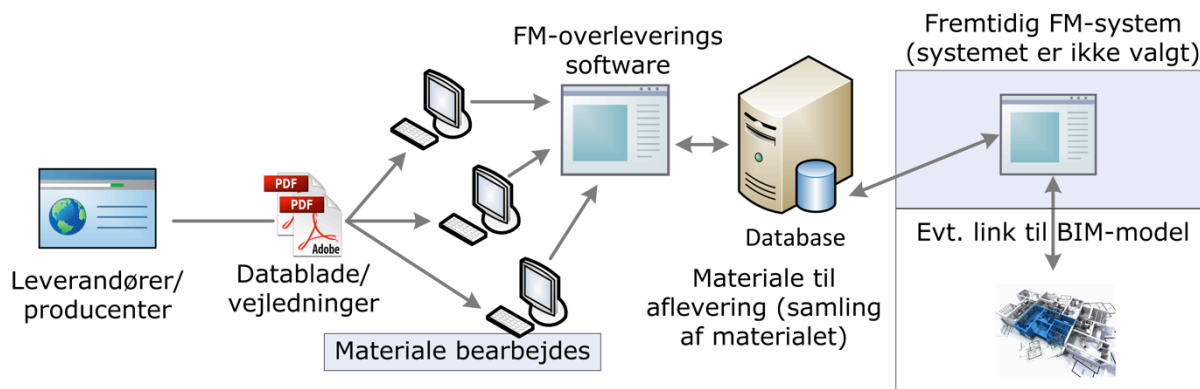 Leverandører/
producenter
PDF
PDF
Adobe
Datablade/
vejledninger
Materiale bearbejdes
FM-overleverings
software
Database
Materiale til
aflevering (samling
af materialet)
Fremtidig FM-system
(systemet er ikke valgt)
Evt. link til BIM-model